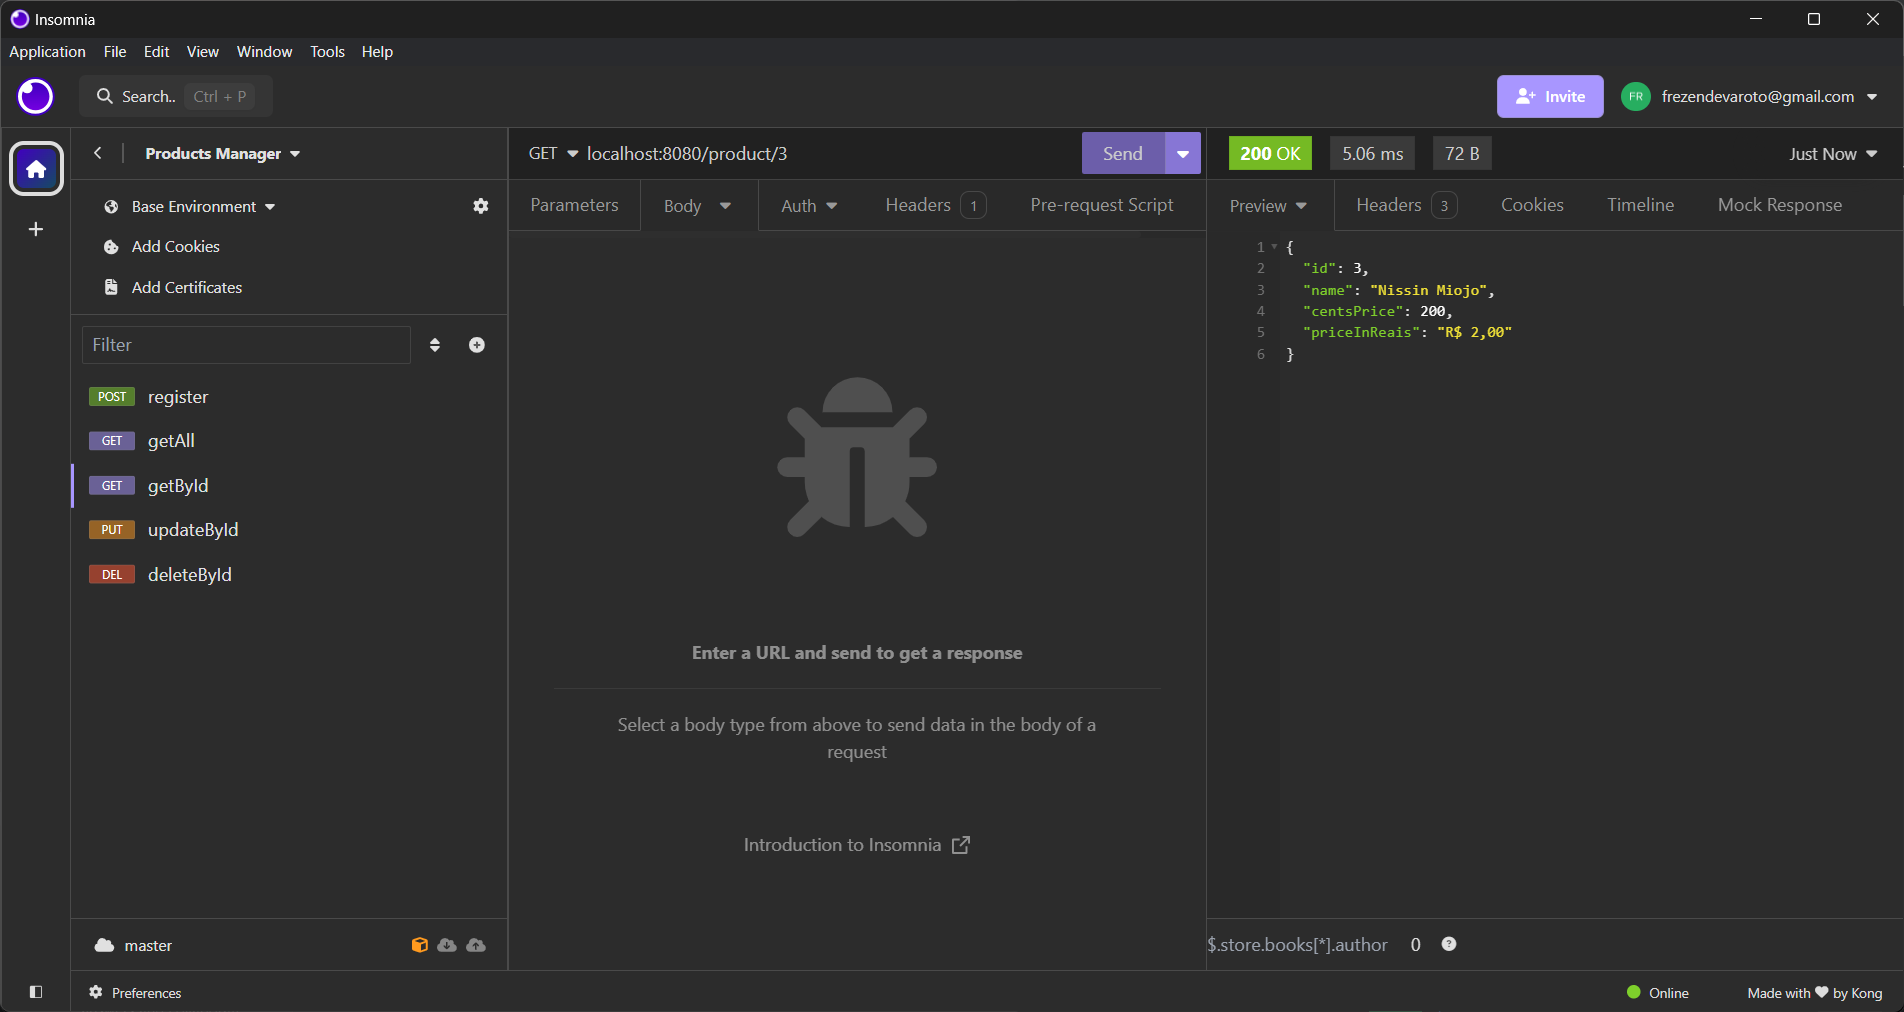 Insomnia
Application File Edit View Window Tools Help
Search.. Ctrl + P
Invite
FR frezendevaroto@gmail.com
Products Manager
GET localhost:8080/product/3
Send
200 OK 5.06 ms 72 B
Just Now
Base Environment
Add Cookies
Add Certificates
Parameters Body Auth Headers 1 Pre-request Script
Preview Headers 3 Cookies Timeline Mock Response
Filter
POST register
GET getAll
GET getById
PUT updateById
DEL deleteById
Enter a URL and send to get a response
Select a body type from above to send data in the body of a
request
Introduction to Insomnia
1 {
2 "id": 3,
3 "name": "Nissin Miojo",
4 "centsPrice": 200,
5 "priceInReais": "R$ 2,00"
6 }
master
$.store.books[*].author 0 ?
Preferences
Online
Made with ♥ by Kong